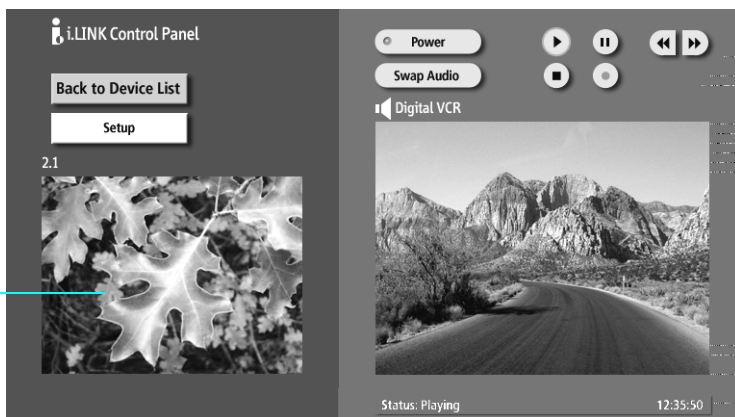 i.LINK Control Panel
Back to Device List
Setup
2.1
Power
Swap Audio
Digital VCR
Status: Playing 12:35:50